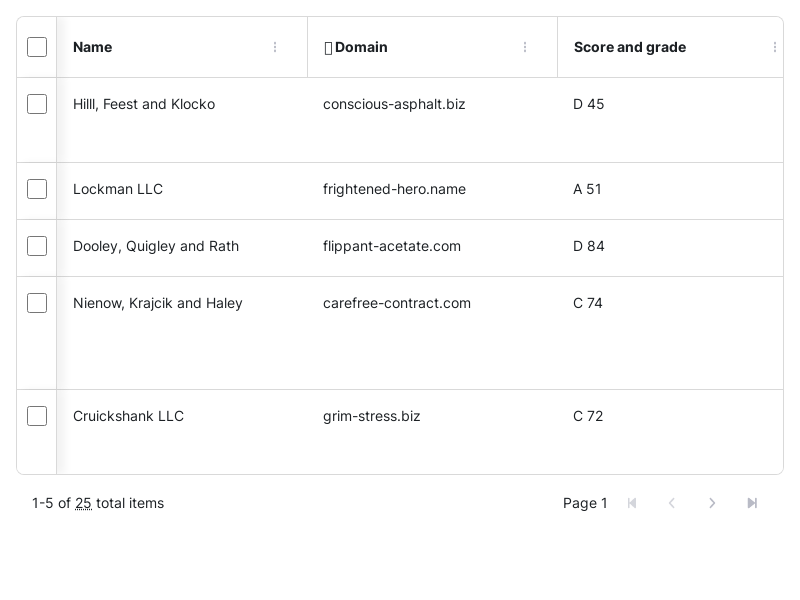 Name Domain Score and grade
Hilll, Feest and Klocko conscious-asphalt.biz D 45
Lockman LLC frightened-hero.name A 51
Dooley, Quigley and Rath flippant-acetate.com D 84
Nienow, Krajcik and Haley carefree-contract.com C 74
Cruickshank LLC grim-stress.biz C 72
1-5 of 25 total items Page 1